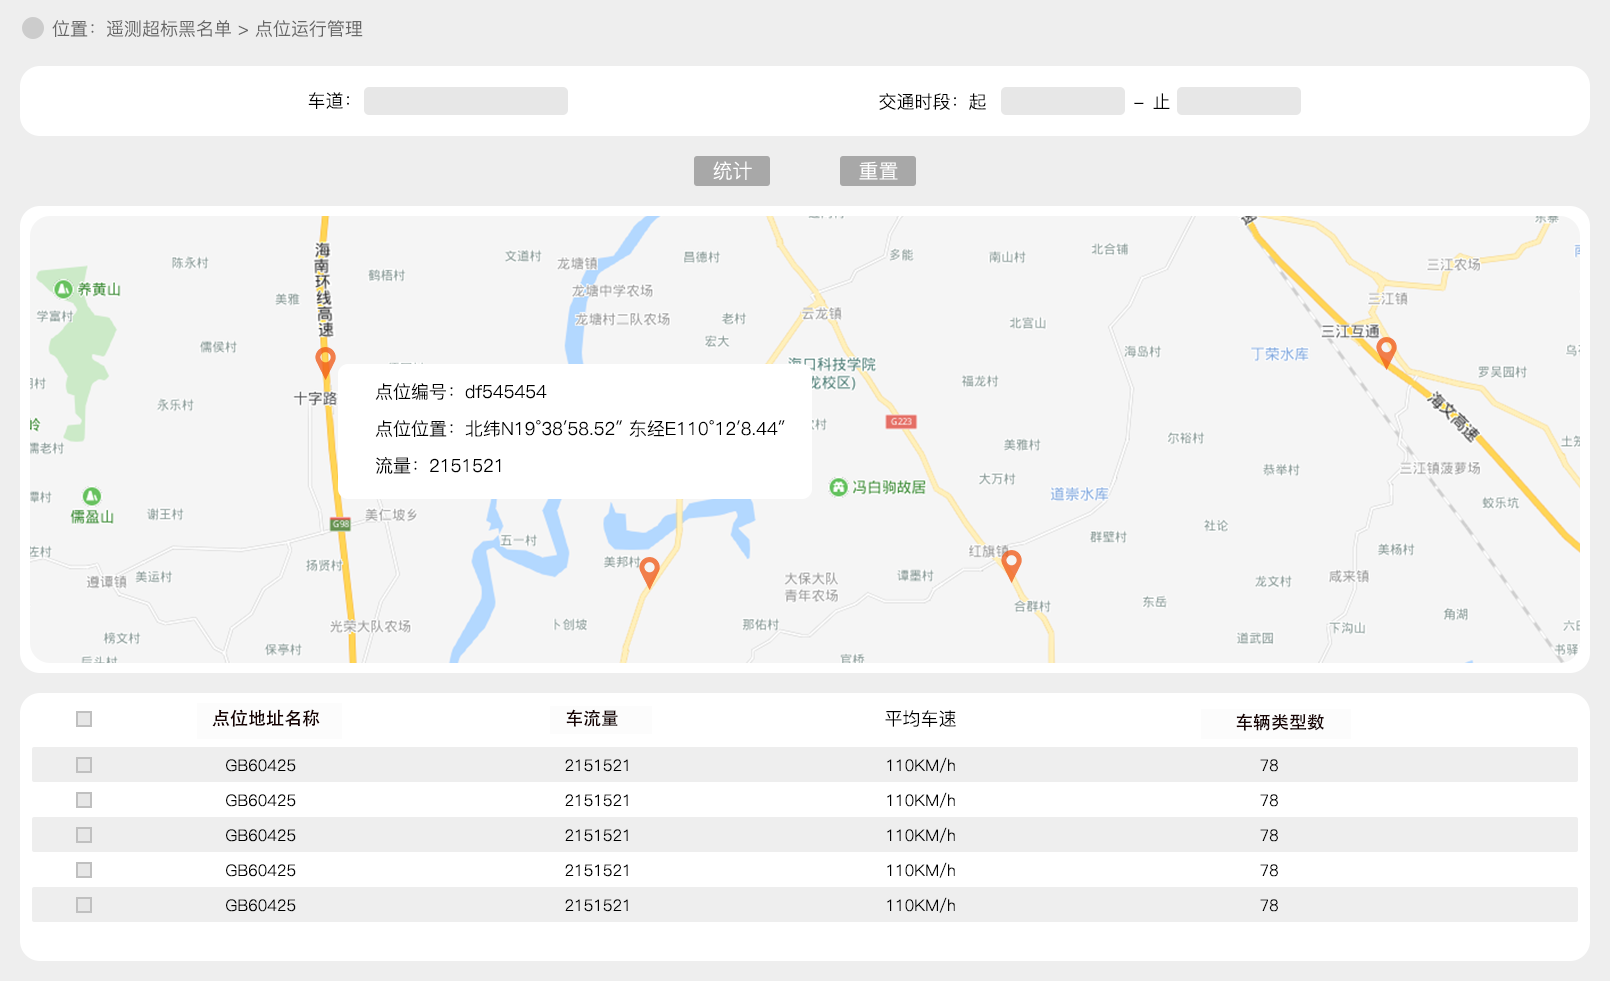 位置：遥测超标黑名单 > 点位运行管理
车道：
交通时段：起 - 止
统计 重置
陈永村
海南环线高速
鹤梧村
文道村
龙塘镇
昌德村
多能
南山村
北合铺
三江农场
养黄山
美雅
龙塘中学农场
三江镇
学富村
龙塘村二队农场
老村
云龙镇
北宫山
三江互通
儒侯村
宏大
海岛村
丁荣水库
罗吴园村
海口科技学院
龙校区)
福龙村
十字路
永乐村
海文高速
G223
点位编号：df545454
点位位置：北纬N19°38′58.52″ 东经E110°12′8.44″
流量：2151521
儒老村
美雅村
尔裕村
恭举村
三江镇菠萝场
大万村
冯白驹故居
道崇水库
蛟乐坑
儒盈山
谢王村
G98
美仁坡乡
社论
五一村
群壁村
红旗镇
美杨村
扬贤村
美邦村
遵谭镇
美运村
大保大队
青年农场
谭墨村
龙文村
咸来镇
合群村
东岳
角湖
光荣大队农场
卜创坡
那佑村
下沟山
道武园
榜文村
保亭村
官桥
点位地址名称 车流量 平均车速 车辆类型数
GB60425 2151521 110KM/h 78
GB60425 2151521 110KM/h 78
GB60425 2151521 110KM/h 78
GB60425 2151521 110KM/h 78
GB60425 2151521 110KM/h 78